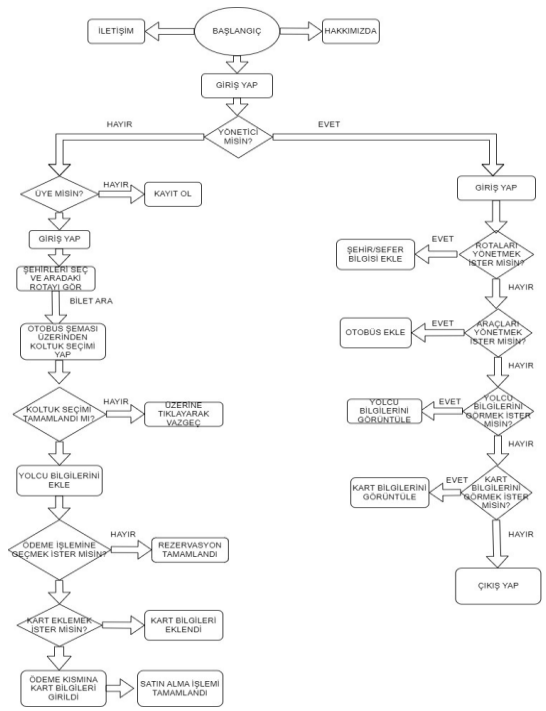 İLETİŞİM
BAŞLANGIÇ
HAKKIMIZDA
GİRİŞ YAP
HAYIR
YÖNETİCİ
MİSİN?
EVET
ÜYE MİSİN?
HAYIR
KAYIT OL
GİRİŞ YAP
ŞEHİRLERİ SEÇ
VE ARADAKİ
ROTAYI GÖR
BİLET ARA
OTOBÜS ŞEMASI
ÜZERİNDEN
KOLTUK SEÇİMİ
YAP
KOLTUK SEÇİMİ
TAMAMLANDI MI?
HAYIR
ÜZERİNE
TIKLAYARAK
VAZGEÇ
YOLCU BİLGİLERİNİ
EKLE
ÖDEME İŞLEMİNE
GEÇMEK İSTER MİSİN?
HAYIR
REZERVASYON
TAMAMLANDI
KART EKLEMEK
İSTER MİSİN?
KART BİLGİLERİ
EKLENDİ
ÖDEME KISMINA
KART BİLGİLERİ
GİRİLDİ
SATIN ALMA İŞLEMİ
TAMAMLANDI
GİRİŞ YAP
ROTALARI
YÖNETMEK
İSTER MİSİN?
EVET
ŞEHİR/SEFER
BİLGİSİ EKLE
HAYIR
ARAÇLARI
YÖNETMEK
İSTER MİSİN?
EVET
OTOBÜS EKLE
HAYIR
YOLCU
BİLGİLERİNİ
GÖRMEK İSTER
MİSİN?
EVET
YOLCU
BİLGİLERİNİ
GÖRÜNTÜLE
HAYIR
KART
BİLGİLERİNİ
GÖRMEK İSTER
MİSİN?
EVET
KART BİLGİLERİNİ
GÖRÜNTÜLE
HAYIR
ÇIKIŞ YAP